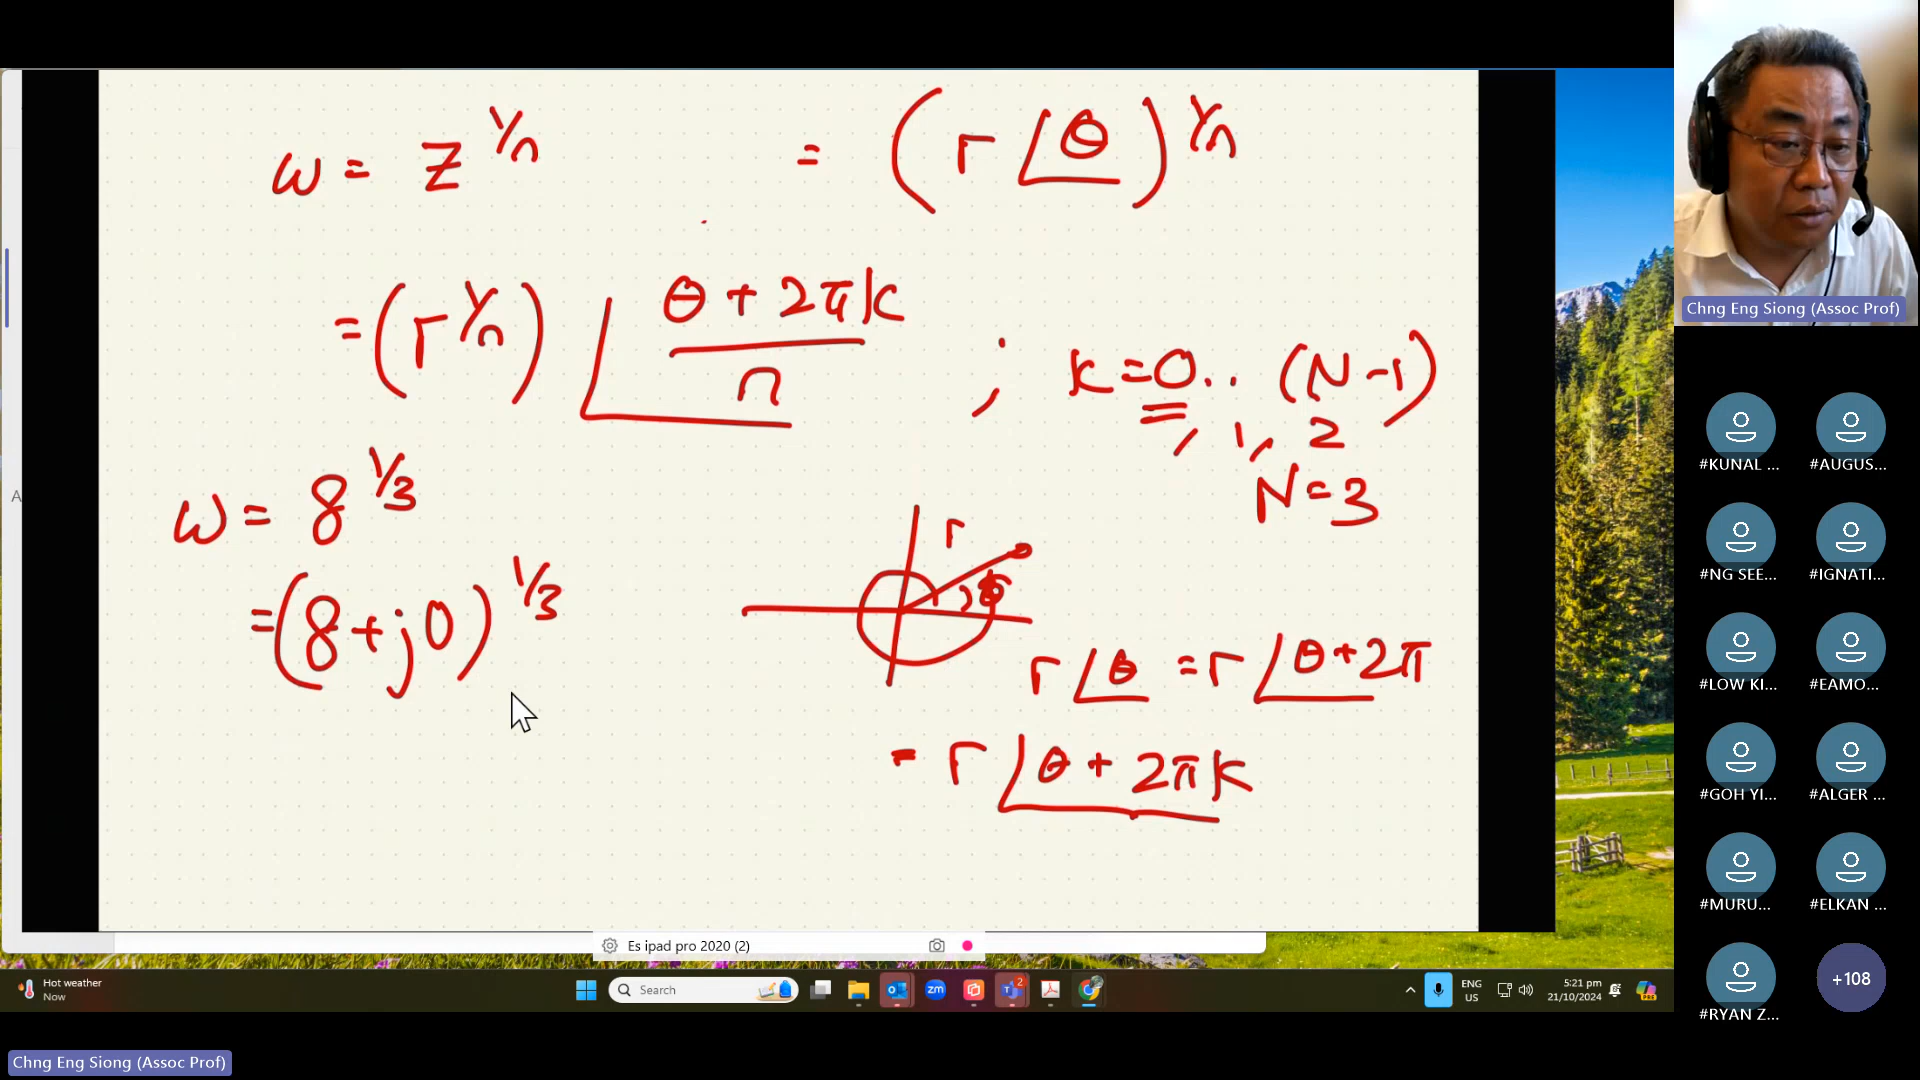 ω = z^1/n = (r∠θ)^1/n
= (r^1/n) ∠(θ + 2πk)/n ; k = 0.. (N-1)
, 1, 2
N = 3
ω = 8^1/3
r
= (8 + j0)^1/3
r∠θ = r∠θ + 2π
= r∠θ + 2πk
A
Chng Eng Siong (Assoc Prof)
#KUNAL ... #AUGUS...
#NG SEE... #IGNATI...
#LOW KI... #EAMO...
#GOH YI... #ALGER ...
#MURU... #ELKAN ...
#RYAN Z... +108
Es ipad pro 2020 (2)
Hot weather
Now
Search
zm
2
ENG
US
5:21 pm
21/10/2024
PRE
Chng Eng Siong (Assoc Prof)